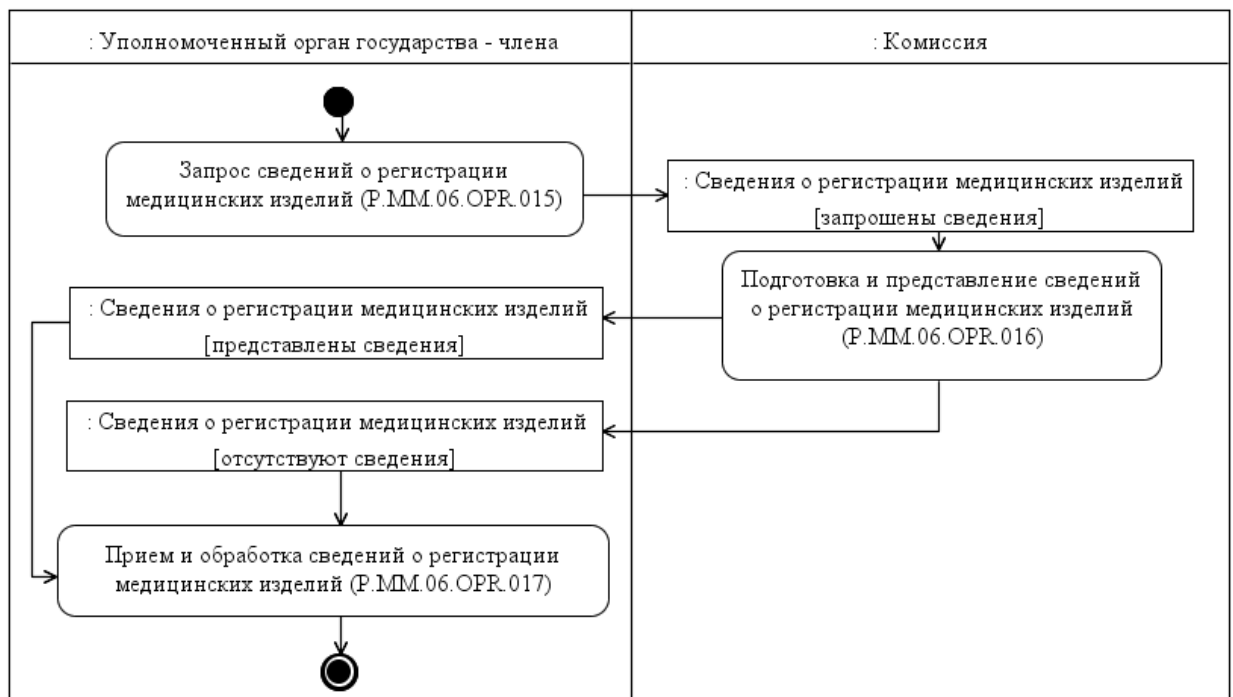 : Уполномоченный орган государства - члена
: Комиссия
Запрос сведений о регистрации
медицинских изделий (P.MM.06.OPR.015)
: Сведения о регистрации медицинских изделий
[запрошены сведения]
Подготовка и представление сведений
о регистрации медицинских изделий
(P.MM.06.OPR.016)
: Сведения о регистрации медицинских изделий
[представлены сведения]
: Сведения о регистрации медицинских изделий
[отсутствуют сведения]
Прием и обработка сведений о регистрации
медицинских изделий (P.MM.06.OPR.017)